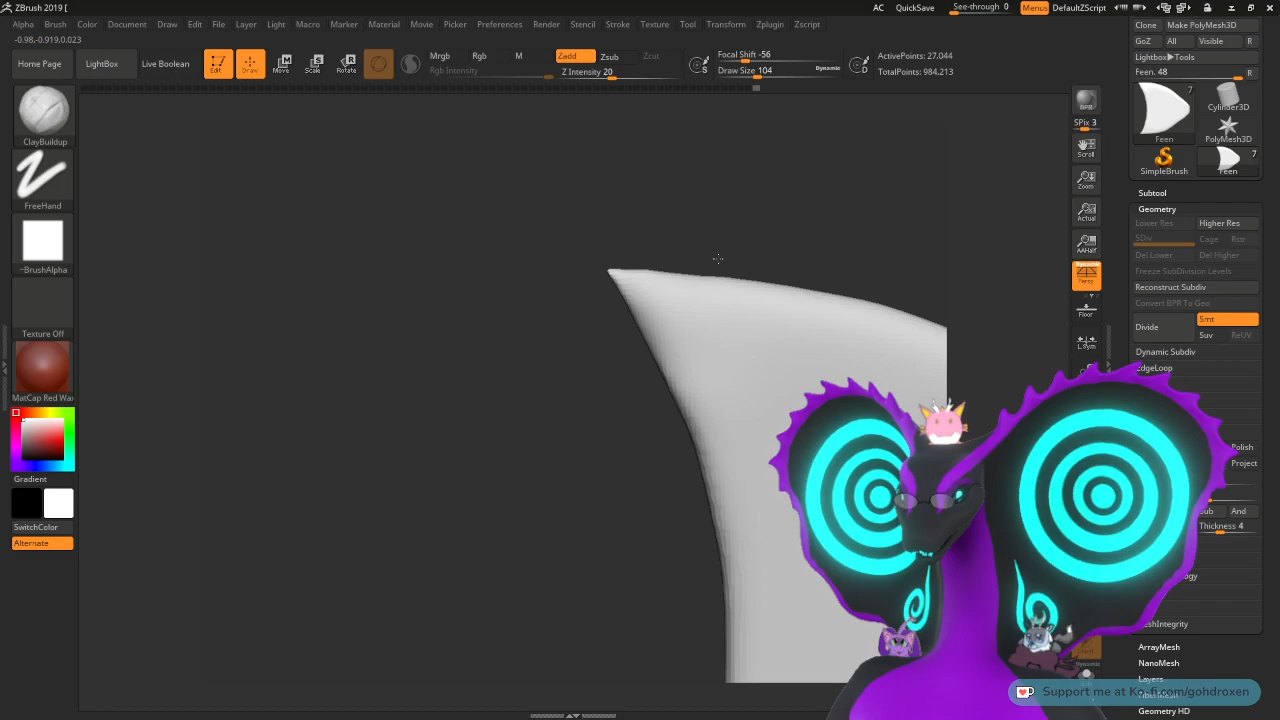 ZBrush 2019 [
AC QuickSave See-through 0 Menus DefaultZScript
Alpha Brush Color Document Draw Edit File Layer Light Macro Marker Material Movie Picker Preferences Render Stencil Stroke Texture Tool Transform Zplugin Zscript
-0.98,-0.919,0.023
Home Page LightBox Live Boolean Edit Draw Move Scale Rotate
Mrgb Rgb M Zadd Zsub Zcut
Rgb Intensity Z Intensity 20
Focal Shift -56
Draw Size 104 Dynamic
S D
ActivePoints: 27.044
TotalPoints: 984,213
ClayBuildup
FreeHand
~BrushAlpha
Texture Off
MatCap Red Wax
Gradient
SwitchColor
Alternate
BPR
SPix 3
Scroll
Zoom
Actual
AAHalf
Dynamic
Persp
Floor
L.Sym
Dynamic
Clone Make PolyMesh3D
GoZ All Visible R
Lightbox▶Tools
Feen. 48 R
7
Feen
Cylinder3D
PolyMesh3D
SimpleBrush
7
Feen
Subtool
Geometry
Lower Res Higher Res
SDiv Cage Rstr
Del Lower Del Higher
Freeze SubDivision Levels
Reconstruct Subdiv
Convert BPR To Geo
Divide Smt
Suv ReUV
Dynamic Subdiv
EdgeLoop
Polish
Project
And
Thickness 4
ArrayMesh
NanoMesh
Layers
Geometry HD
Support me at Ko-fi.com/gohdroxen